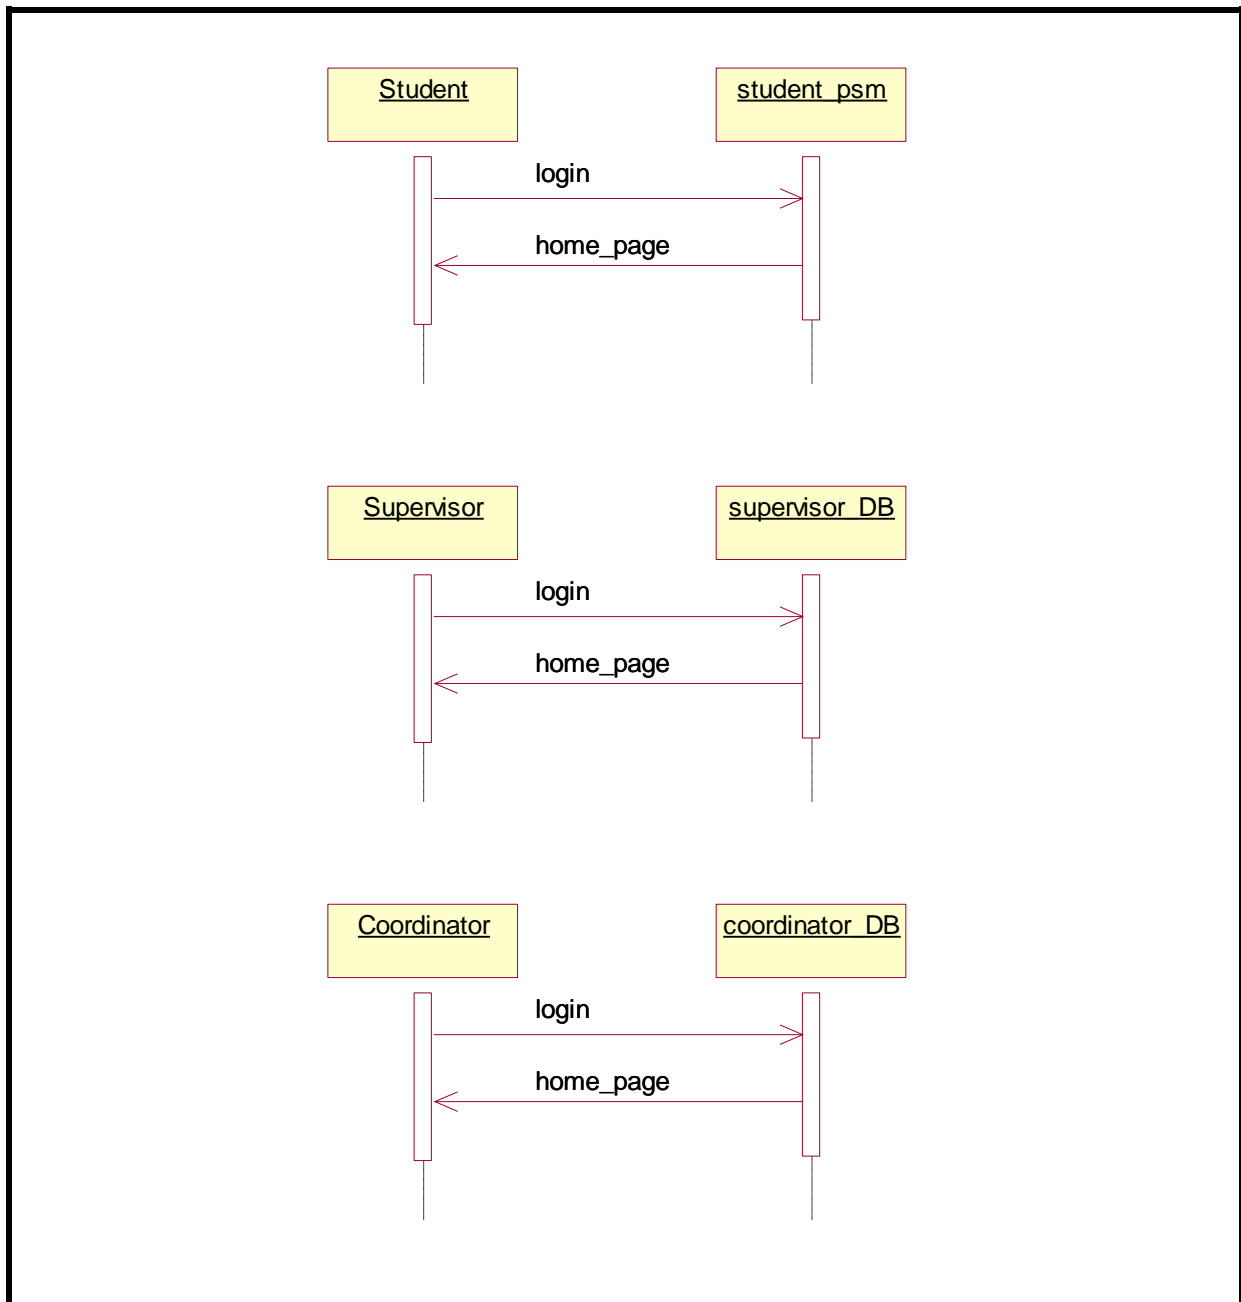 Student
student_psm
login
home_page
Supervisor
supervisor_DB
login
home_page
Coordinator
coordinator_DB
login
home_page